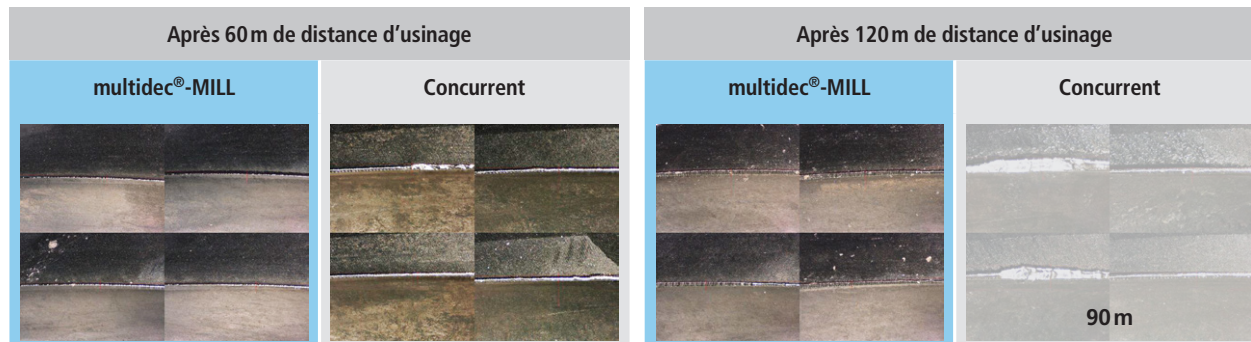 Après 60 m de distance d’usinage
multidec®-MILL
Concurrent
Après 120 m de distance d’usinage
multidec®-MILL
Concurrent
90 m